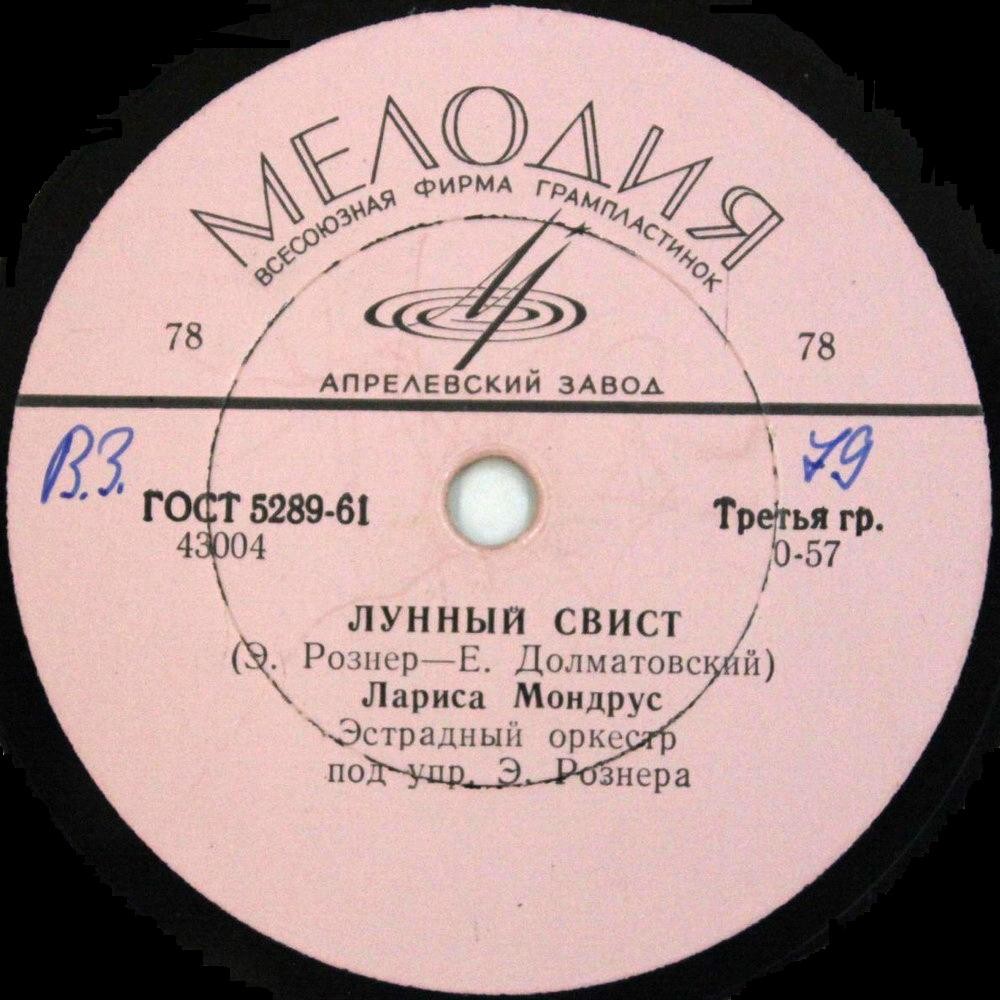 МЕЛОДИЯ
ВСЕСОЮЗНАЯ ФИРМА ГРАМПЛАСТИНОК
78
78
АПРЕЛЕВСКИЙ ЗАВОД
В.З.
79
ГОСТ 5289-61
Третья гр.
43004
0-57
ЛУННЫЙ СВИСТ
(Э. Рознер—Е. Долматовский)
Лариса Мондрус
Эстрадный оркестр
под упр. Э. Рознера